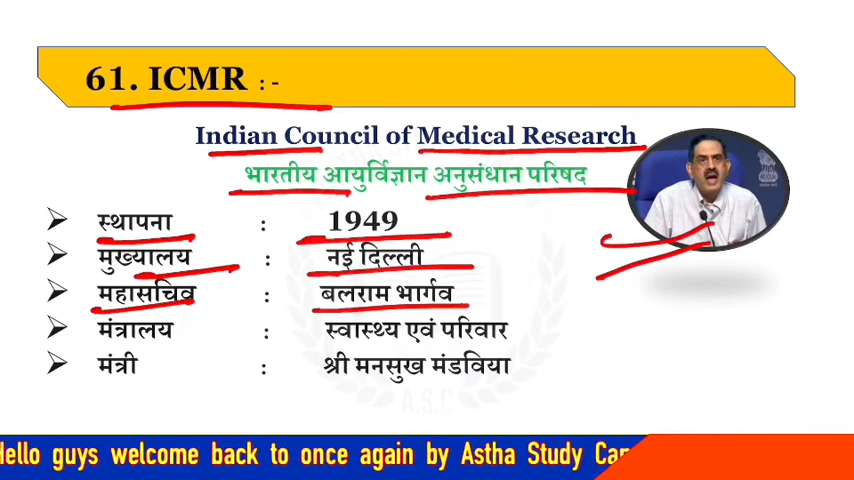 61. ICMR :-
Indian Council of Medical Research
भारतीय आयुर्विज्ञान अनुसंधान परिषद
➢ स्थापना : 1949
➢ मुख्यालय : नई दिल्ली
➢ महासचिव : बलराम भार्गव
➢ मंत्रालय : स्वास्थ्य एवं परिवार
➢ मंत्री : श्री मनसुख मंडविया
A.S.C
Hello guys welcome back to once again by Astha Study